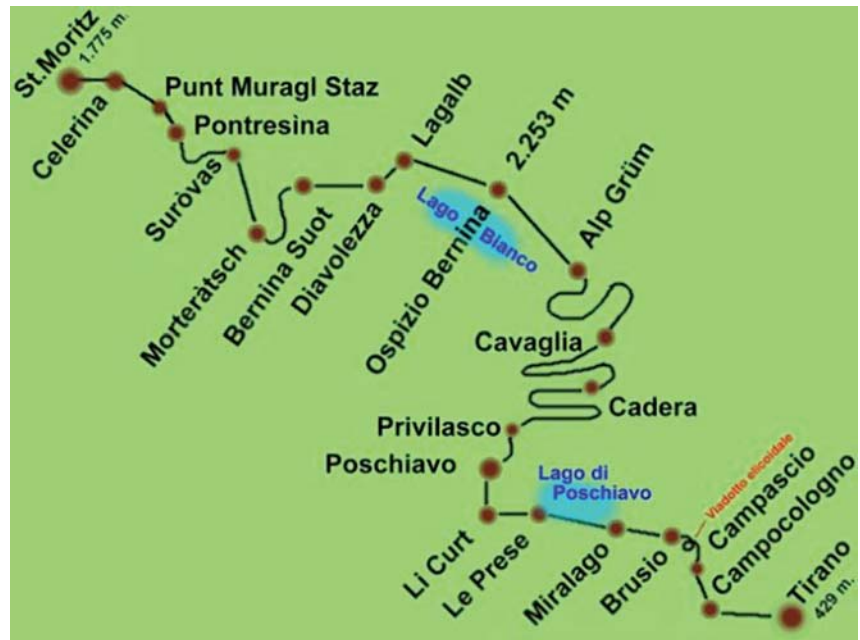 St.Moritz
1.775 m.
Celerina
Punt Muragl Staz
Pontresina
Suròvas
Morteràtsch
Bernina Suot
Diavolezza
Lagalb
2.253 m
Ospizio Bernina
Lago
Bianco
Alp Grüm
Cavaglia
Cadera
Privilasco
Poschiavo
Lago di
Poschiavo
Li Curt
Le Prese
Miralago
Brusio
Viadotto elicoidale
Campascio
Campocologno
Tirano
429 m.